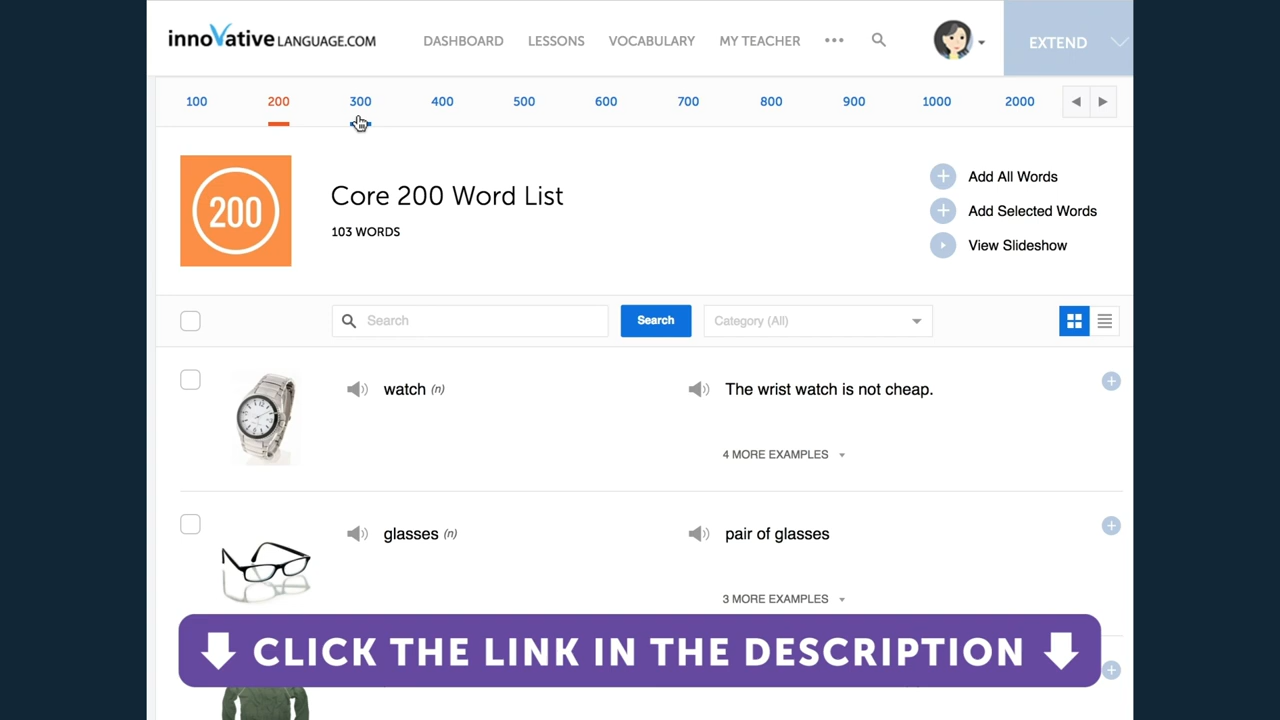 innoVative LANGUAGE.COM DASHBOARD LESSONS VOCABULARY MY TEACHER ••• EXTEND
100 200 300 400 500 600 700 800 900 1000 2000
200
Core 200 Word List
103 WORDS
Add All Words
Add Selected Words
View Slideshow
Search Search Category (All)
watch (n) The wrist watch is not cheap.
4 MORE EXAMPLES
glasses (n) pair of glasses
3 MORE EXAMPLES
CLICK THE LINK IN THE DESCRIPTION